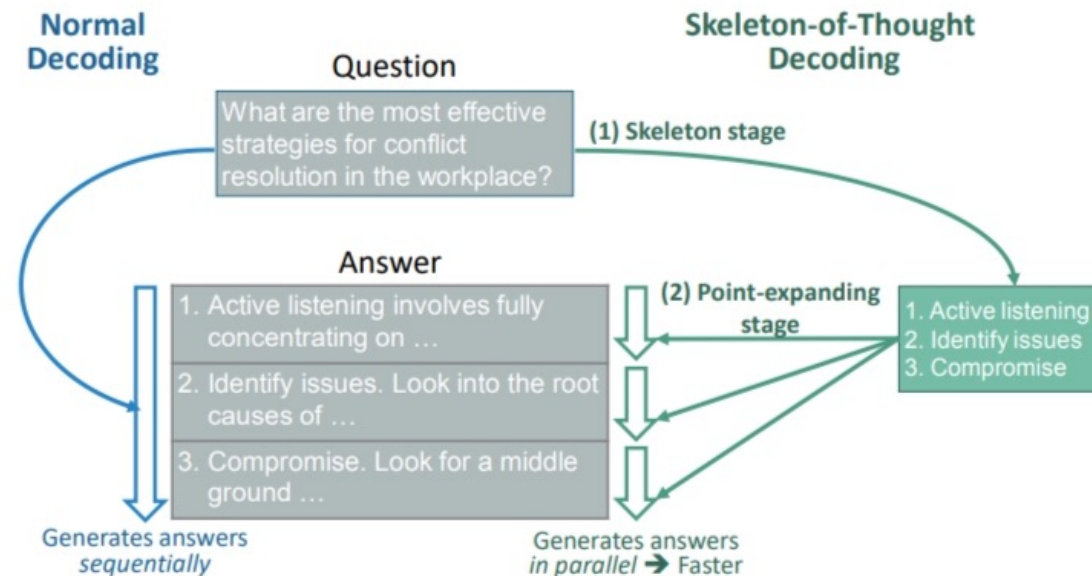 Normal
Decoding
Skeleton-of-Thought
Decoding
Question
What are the most effective
strategies for conflict
resolution in the workplace?
(1) Skeleton stage
Answer
1. Active listening involves fully
concentrating on …
2. Identify issues. Look into the root
causes of …
3. Compromise. Look for a middle
ground …
(2) Point-expanding
stage
1. Active listening
2. Identify issues
3. Compromise
Generates answers
sequentially
Generates answers
in parallel ➔ Faster